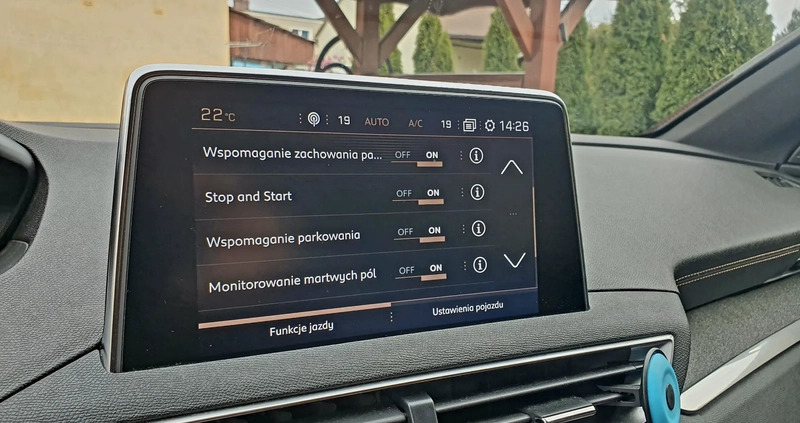 22°C 19 AUTO A/C 19 14:26
Wspomaganie zachowania pa... OFF ON
Stop and Start OFF ON
Wspomaganie parkowania OFF ON
Monitorowanie martwych pól OFF ON
Funkcje jazdy Ustawienia pojazdu